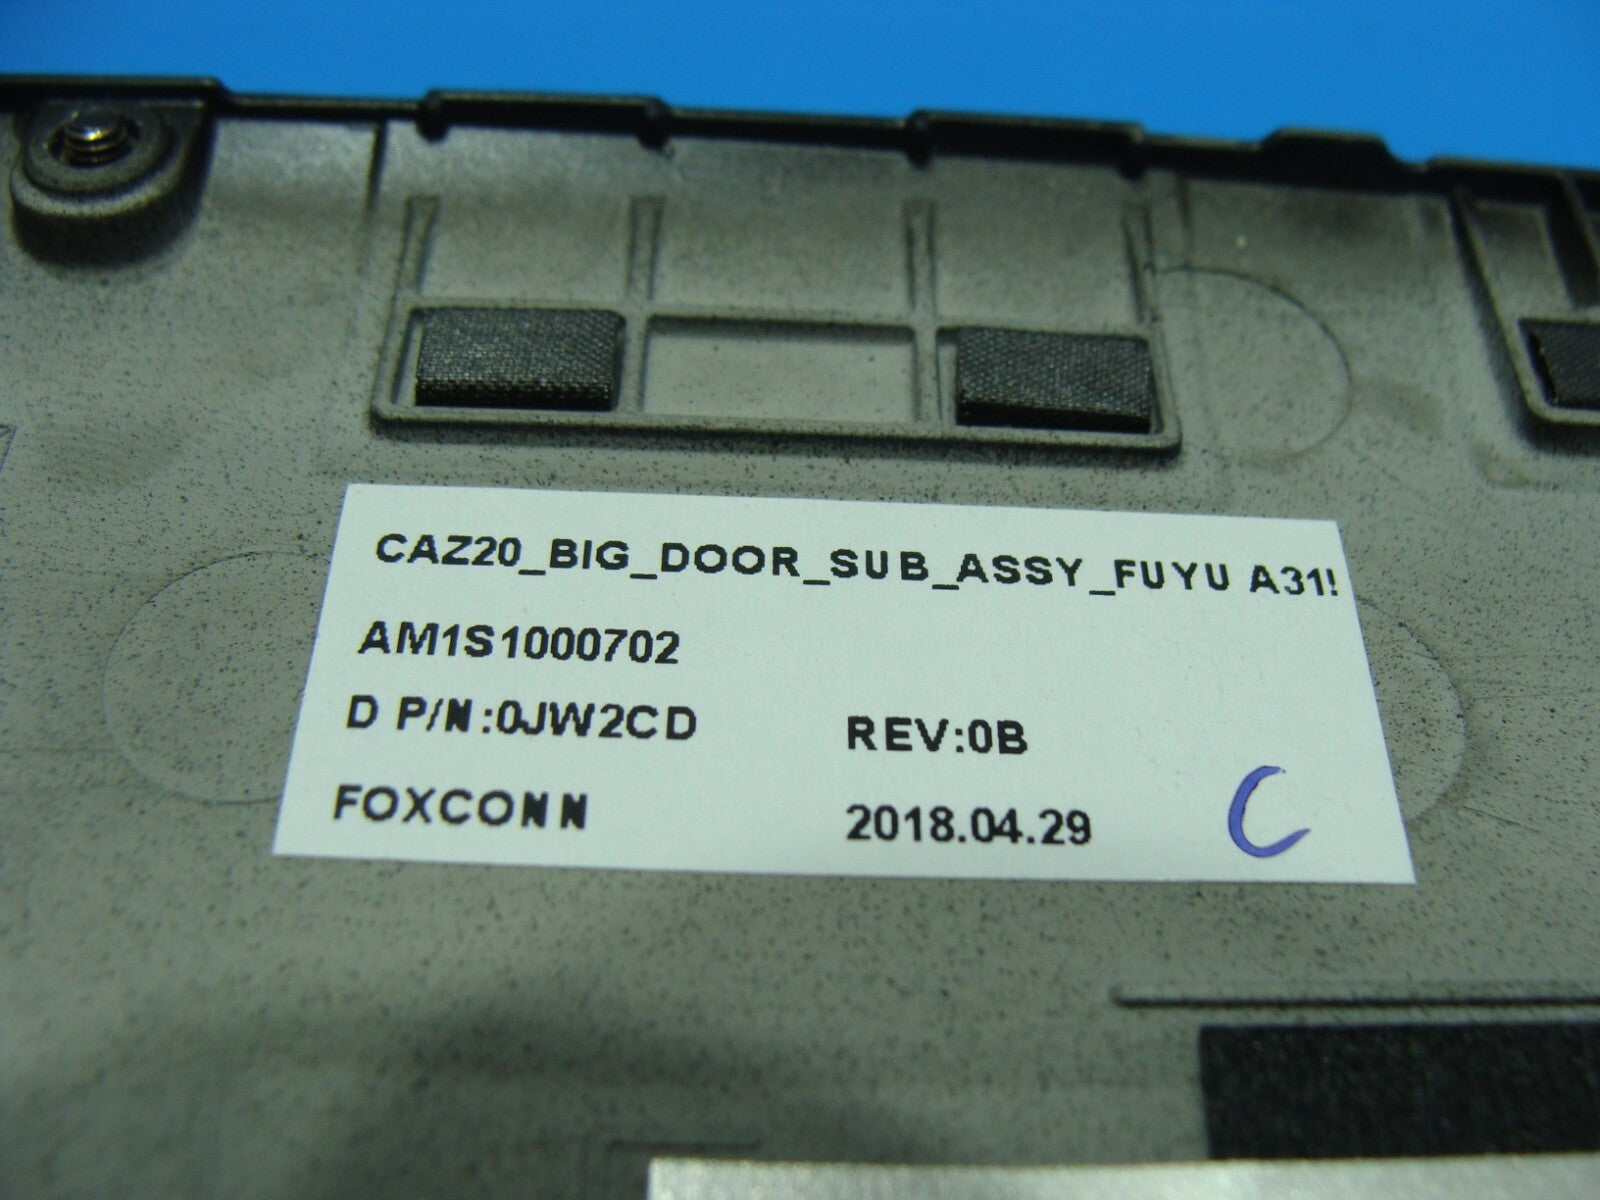 CAZ20_BIG_DOOR_SUB_ASSY_FUYU A31!
AM1S1000702
D P/N:0JW2CD REV:0B
FOXCONN 2018.04.29 C